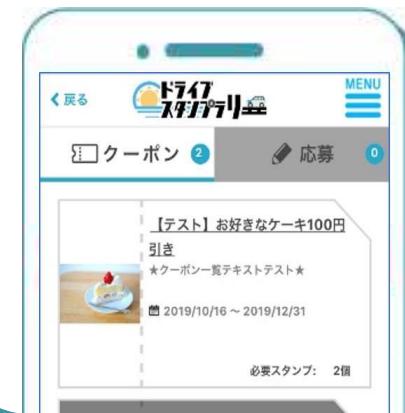 戻る
ドライブ
スタンプラリー
MENU
クーポン 2
応募 0
【テスト】お好きなケーキ100円
引き
★クーポン一覧テキストテスト★
2019/10/16 ~ 2019/12/31
必要スタンプ: 2個